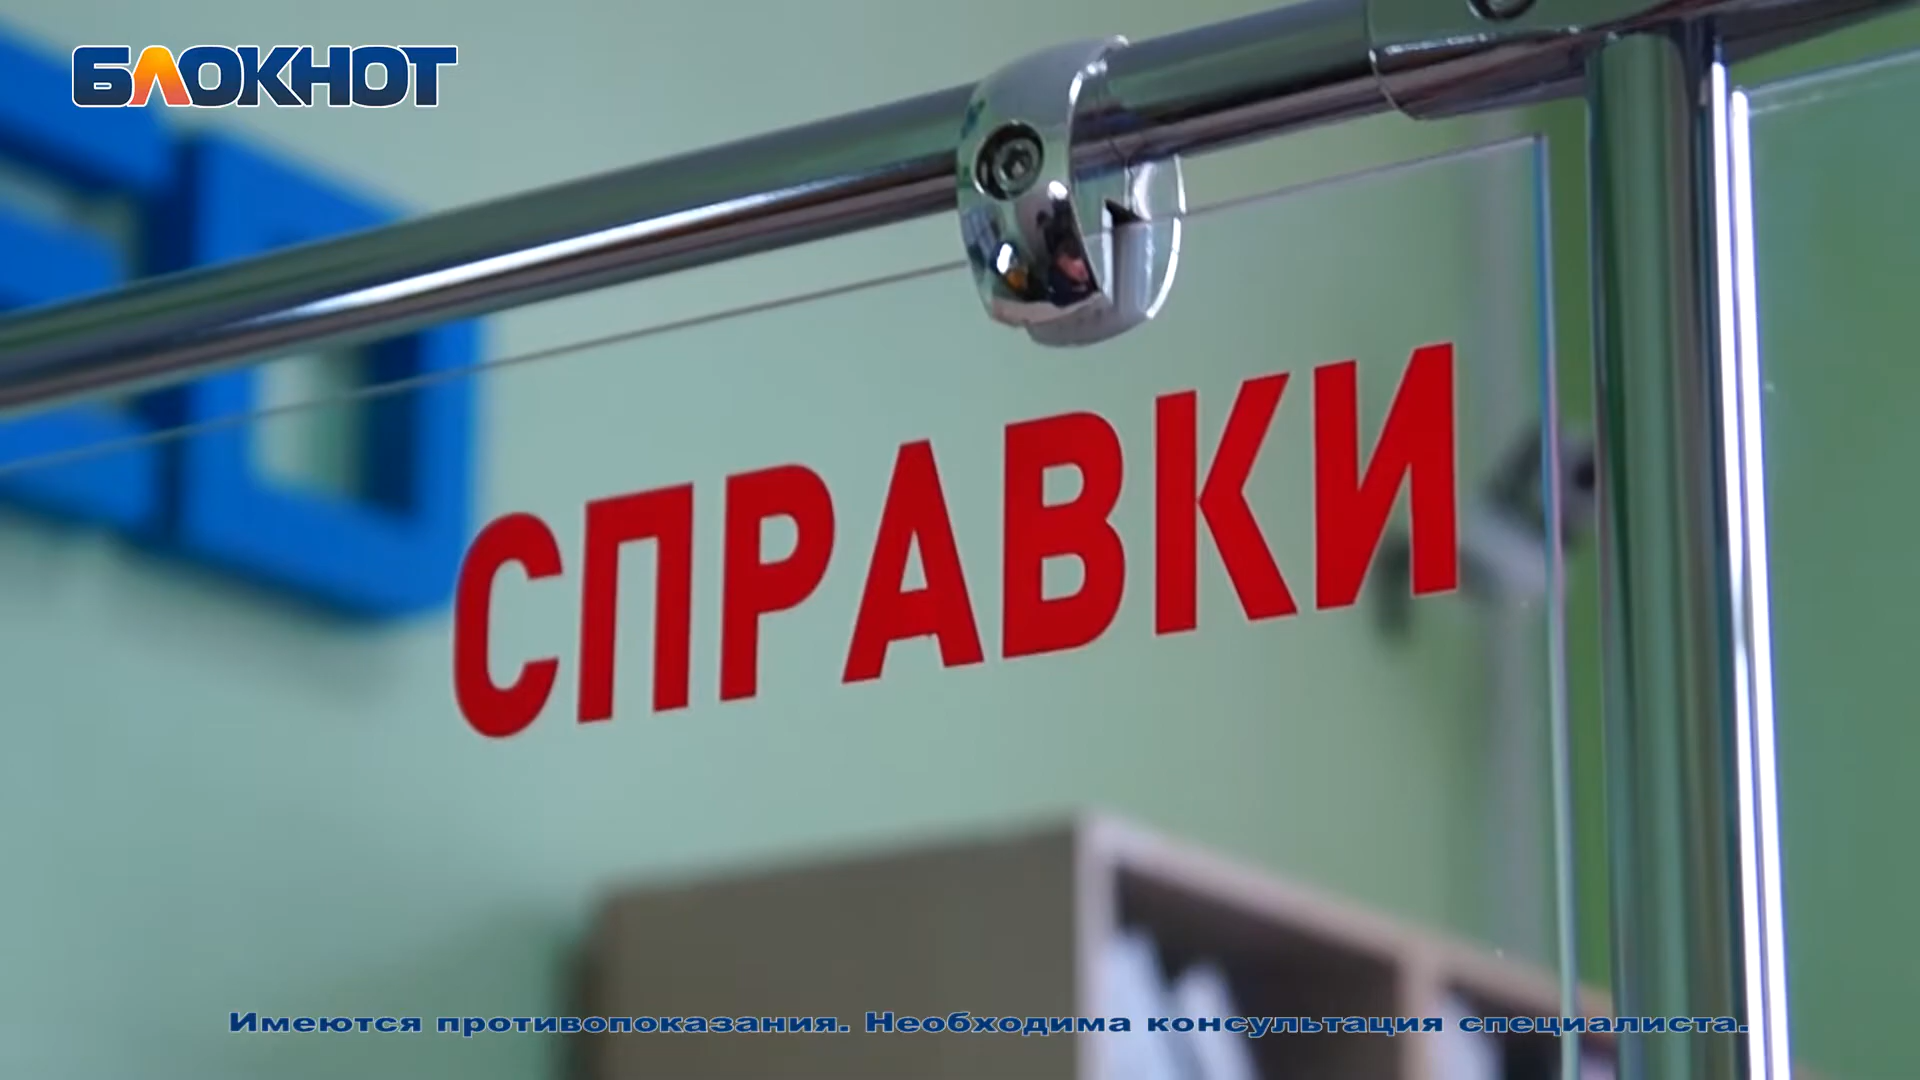 БЛОКНОТ
СПРАВКИ
Имеются противопоказания. Необходима консультация специалиста.